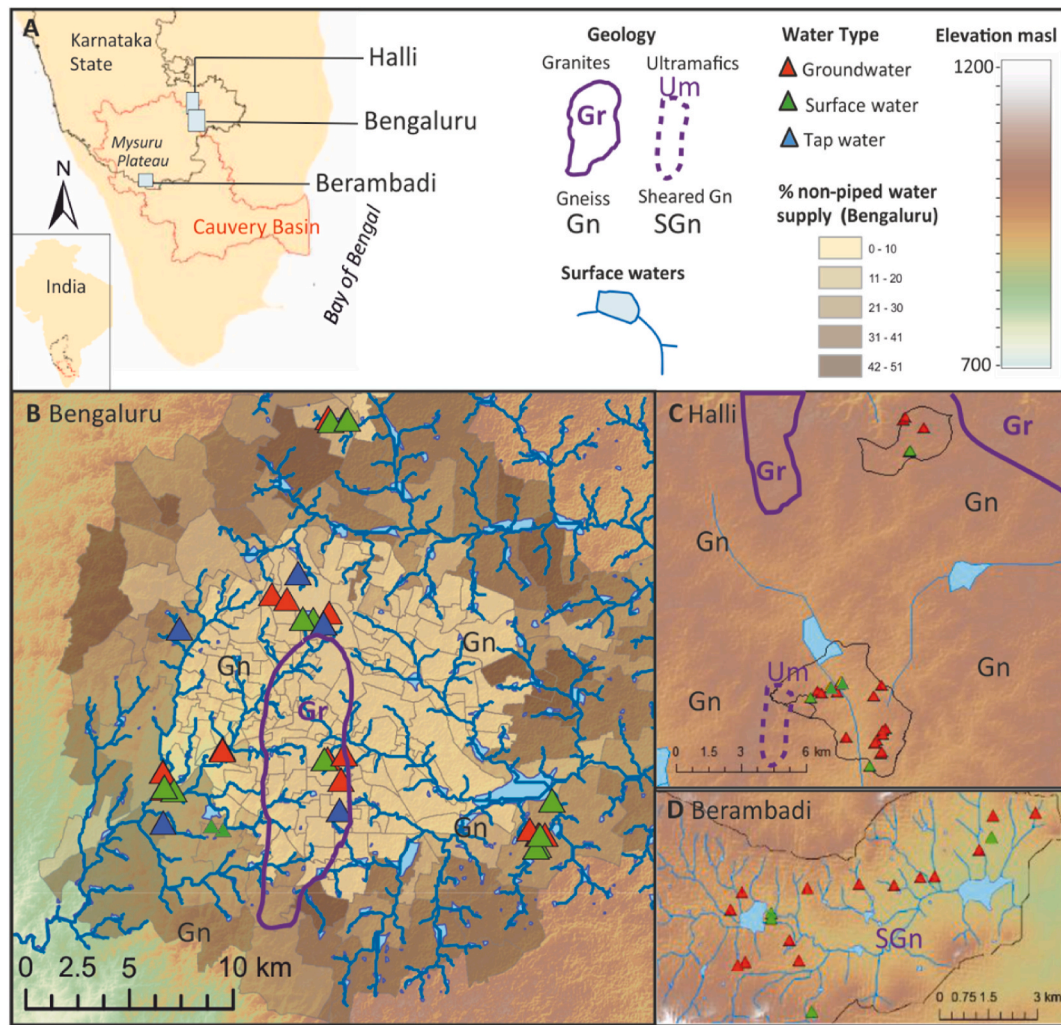 A
Karnataka
State
Halli
Bengaluru
Mysuru
Plateau
Berambadi
N
Cauvery Basin
Bay of Bengal
India
Geology
Granites
Ultramafics
Gr
Um
Gneiss
Sheared Gn
Gn
SGn
Surface waters
Water Type
Groundwater
Surface water
Tap water
% non-piped water
supply (Bengaluru)
0 - 10
11 - 20
21 - 30
31 - 41
42 - 51
Elevation masl
1200
700
B Bengaluru
Gn
Gn
Gr
Gn
Gn
0 2.5 5 10 km
C Halli
Gr
Gr
Gn
Gn
Um
Gn
Gn
0 1.5 3 6 km
D Berambadi
SGn
0 0.75 1.5 3 km